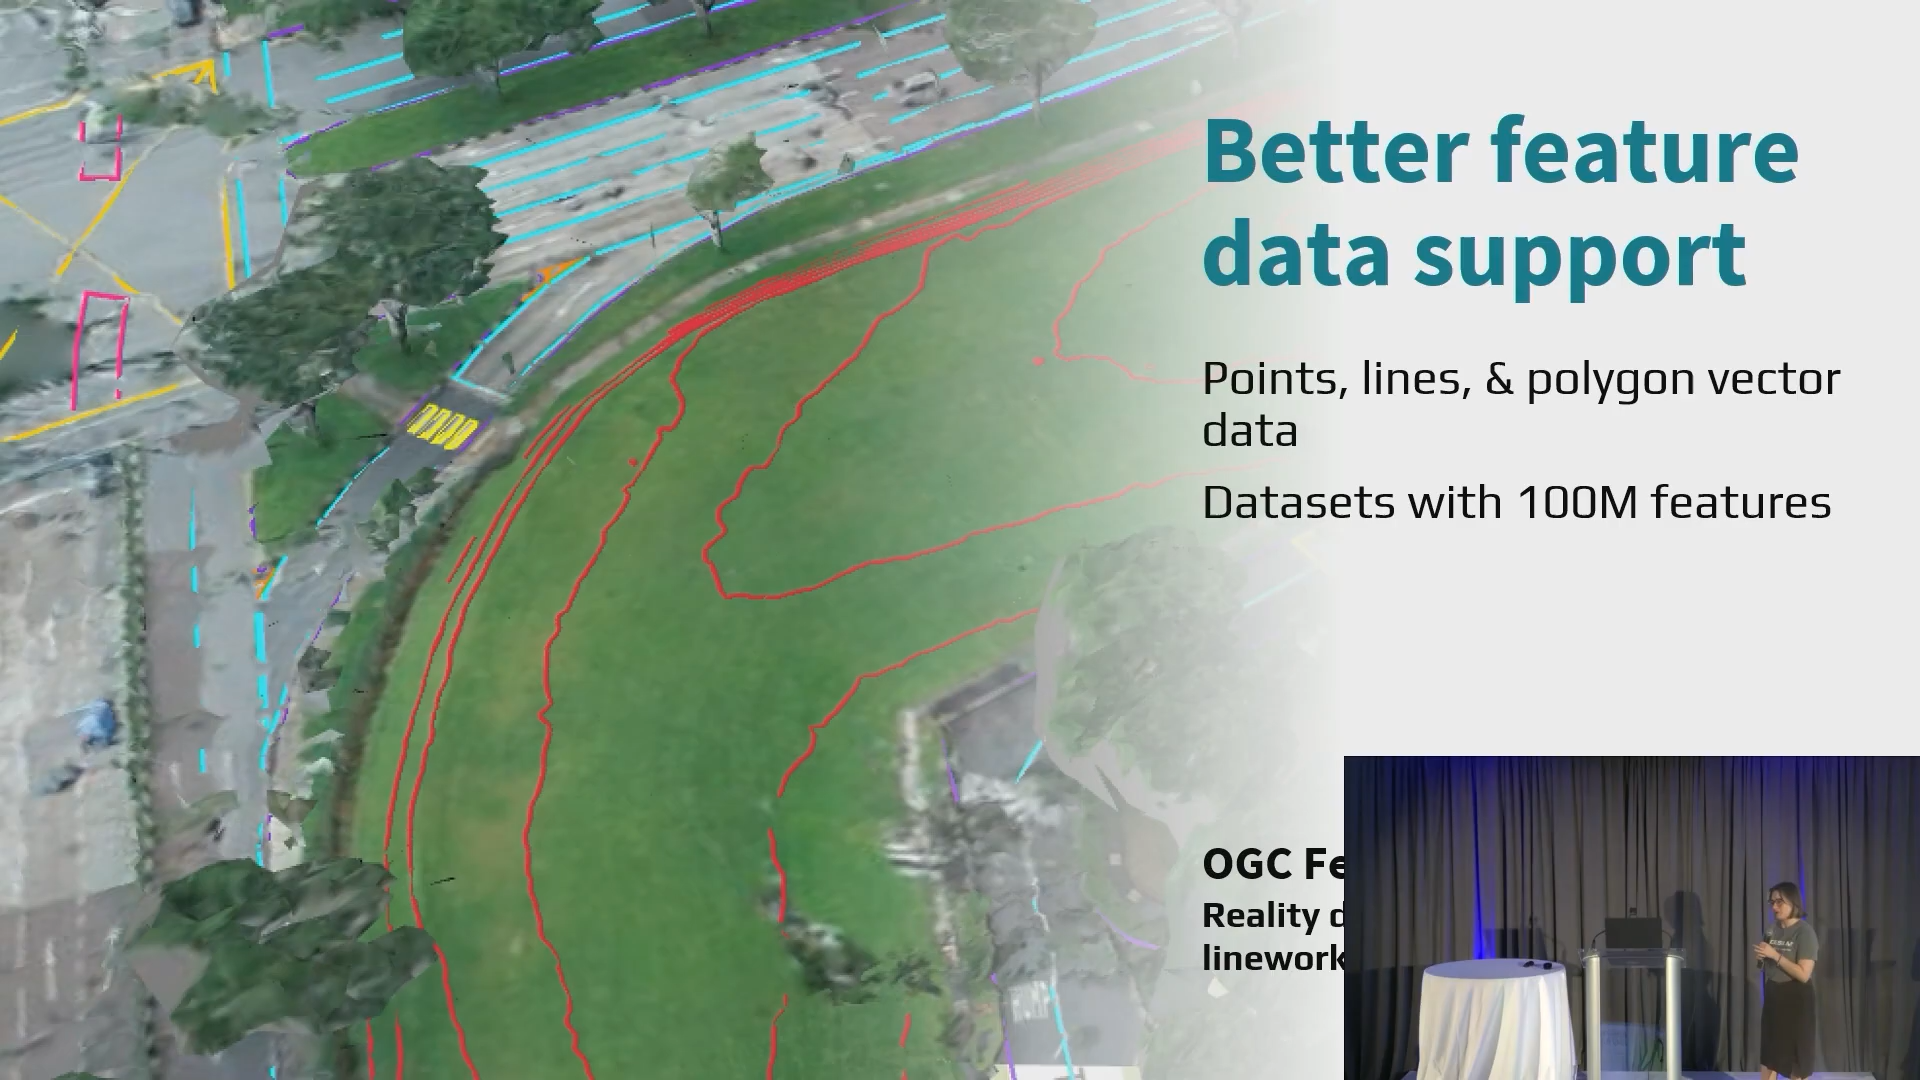 Better feature
data support
Points, lines, & polygon vector
data
Datasets with 100M features
OGC Fe
Reality d
linework